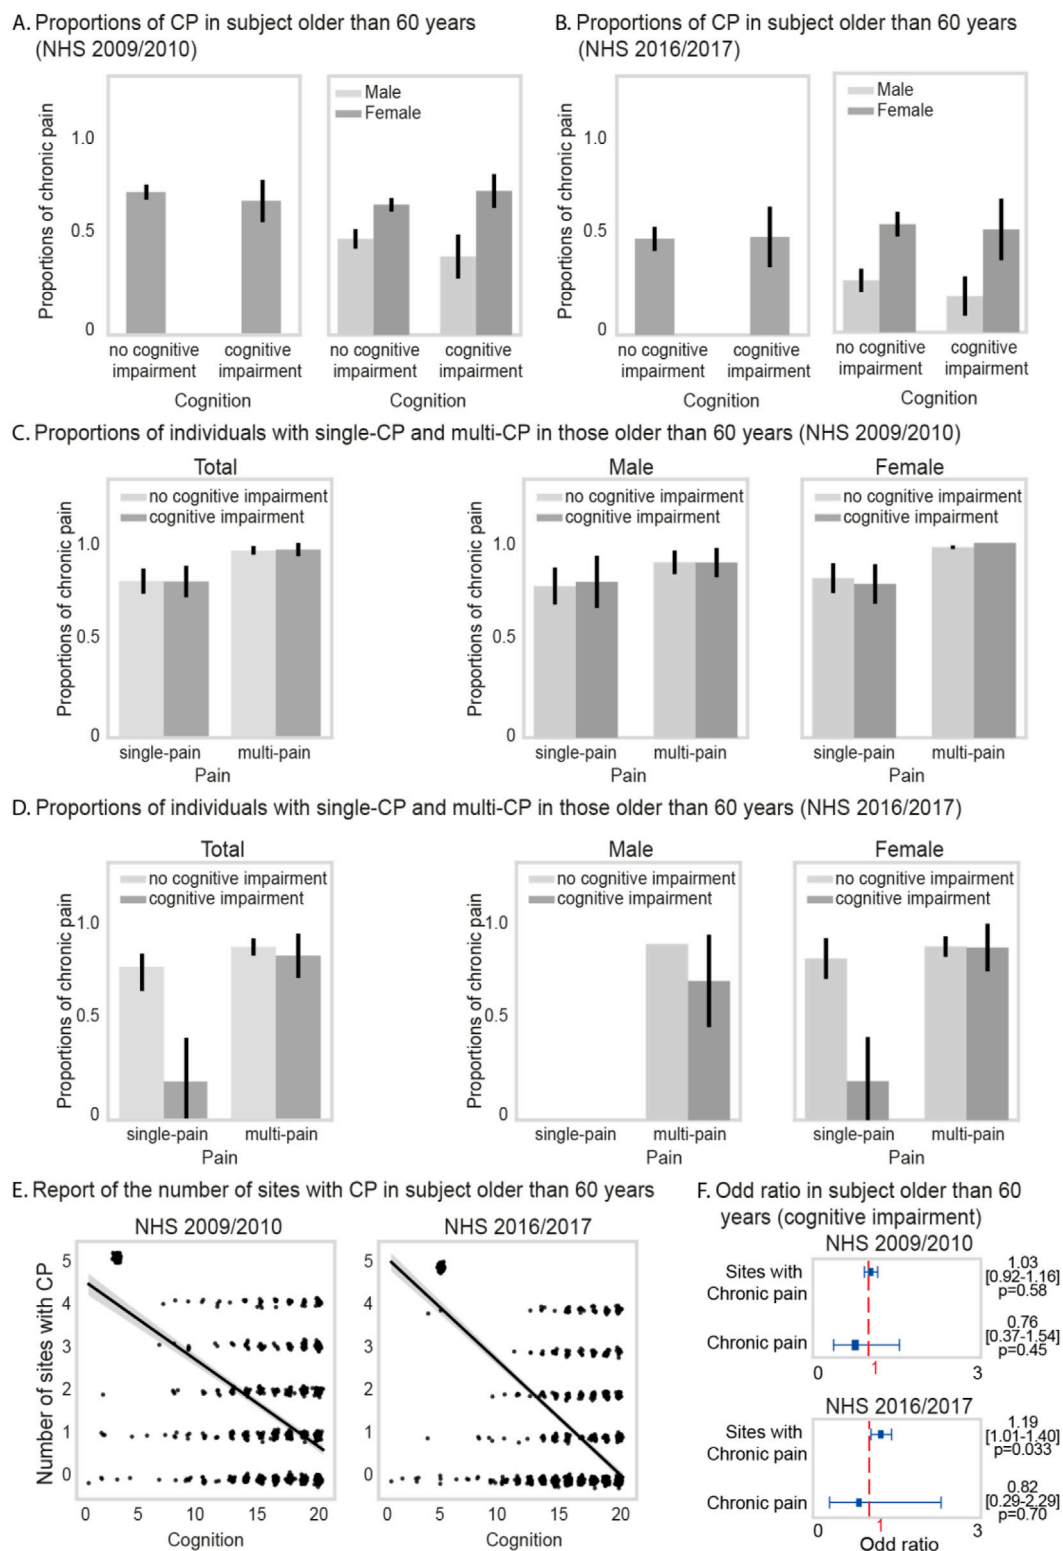 A. Proportions of CP in subject older than 60 years
(NHS 2009/2010)
Proportions of chronic pain
1.0
0.5
0
no cognitive
impairment
cognitive
impairment
Cognition
Male
Female
no cognitive
impairment
cognitive
impairment
Cognition
B. Proportions of CP in subject older than 60 years
(NHS 2016/2017)
Proportions of chronic pain
1.0
0.5
0
no cognitive
impairment
cognitive
impairment
Cognition
Male
Female
no cognitive
impairment
cognitive
impairment
Cognition
C. Proportions of individuals with single-CP and multi-CP in those older than 60 years (NHS 2009/2010)
Total
no cognitive impairment
cognitive impairment
Proportions of chronic pain
1.0
0.5
0
single-pain
multi-pain
Pain
Male
no cognitive impairment
cognitive impairment
Proportions of chronic pain
1.0
0.5
0
single-pain
multi-pain
Pain
Female
no cognitive impairment
cognitive impairment
single-pain
multi-pain
Pain
D. Proportions of individuals with single-CP and multi-CP in those older than 60 years (NHS 2016/2017)
Total
no cognitive impairment
cognitive impairment
Proportions of chronic pain
1.0
0.5
0
single-pain
multi-pain
Pain
Male
no cognitive impairment
cognitive impairment
Proportions of chronic pain
1.0
0.5
0
single-pain
multi-pain
Pain
Female
no cognitive impairment
cognitive impairment
single-pain
multi-pain
Pain
E. Report of the number of sites with CP in subject older than 60 years
NHS 2009/2010
Number of sites with CP
5
4
3
2
1
0
0 5 10 15 20
Cognition
NHS 2016/2017
5
4
3
2
1
0
0 5 10 15 20
Cognition
F. Odd ratio in subject older than 60
years (cognitive impairment)
NHS 2009/2010
Sites with
Chronic pain
1.03
[0.92-1.16]
p=0.58
Chronic pain
0.76
[0.37-1.54]
p=0.45
0 1 3
NHS 2016/2017
Sites with
Chronic pain
1.19
[1.01-1.40]
p=0.033
Chronic pain
0.82
[0.29-2.29]
p=0.70
0 1 3
Odd ratio